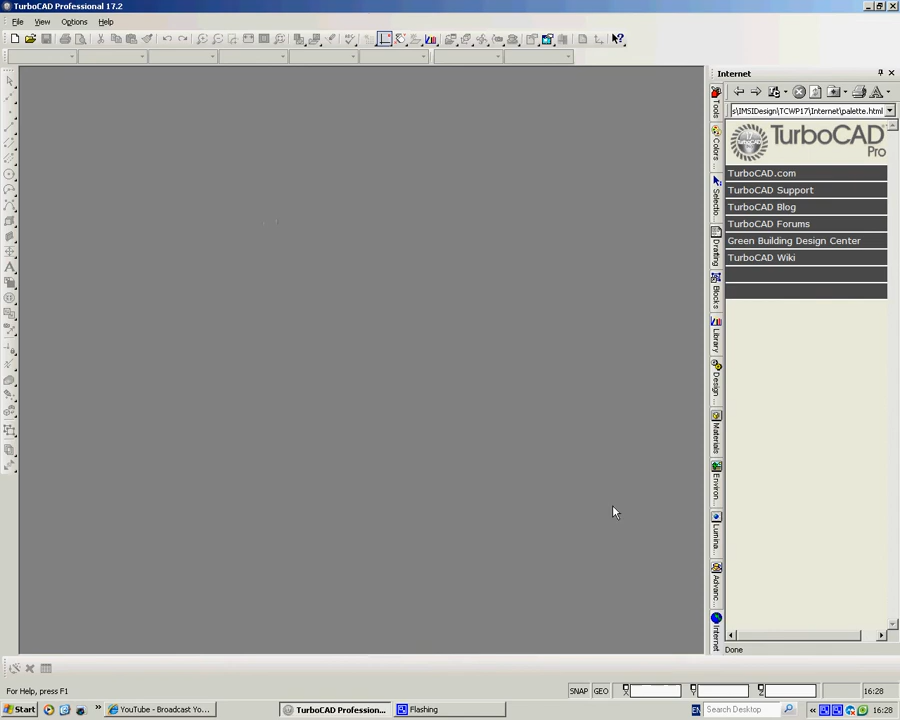 TurboCAD Professional 17.2
File View Options Help
Internet
s\IMSIDesign\TCWP17\Internet\palette.html
TurboCAD
Pro
TurboCAD.com
TurboCAD Support
TurboCAD Blog
TurboCAD Forums
Green Building Design Center
TurboCAD Wiki
Tools
Colors
Selectio
Drafting
Blocks
Library
Design ...
Materials
Environ...
Lumina...
Advanc...
Internet
Done
For Help, press F1
SNAP GEO X Y Z 16:28
Start » YouTube - Broadcast Yo... TurboCAD Profession... Flashing EN Search Desktop « 16:28